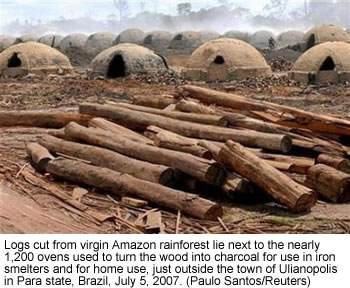 Logs cut from virgin Amazon rainforest lie next to the nearly
1,200 ovens used to turn the wood into charcoal for use in iron
smelters and for home use, just outside the town of Ulianopolis
in Para state, Brazil, July 5, 2007. (Paulo Santos/Reuters)